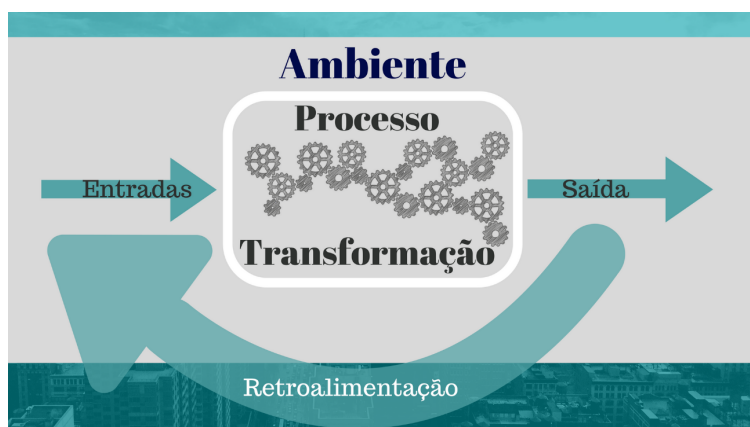 Ambiente
Processo
Entradas
Saída
Transformação
Retroalimentação